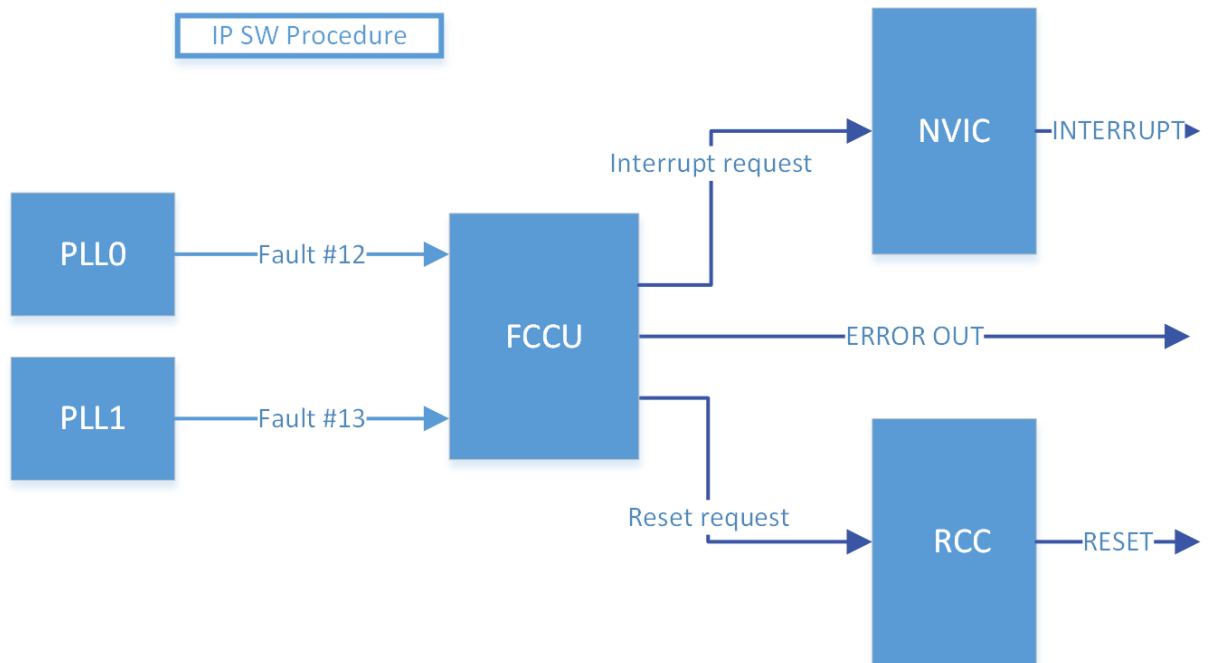 IP SW Procedure
NVIC
INTERRUPT
Interrupt request
PLL0
Fault #12
FCCU
ERROR OUT
PLL1
Fault #13
Reset request
RCC
RESET